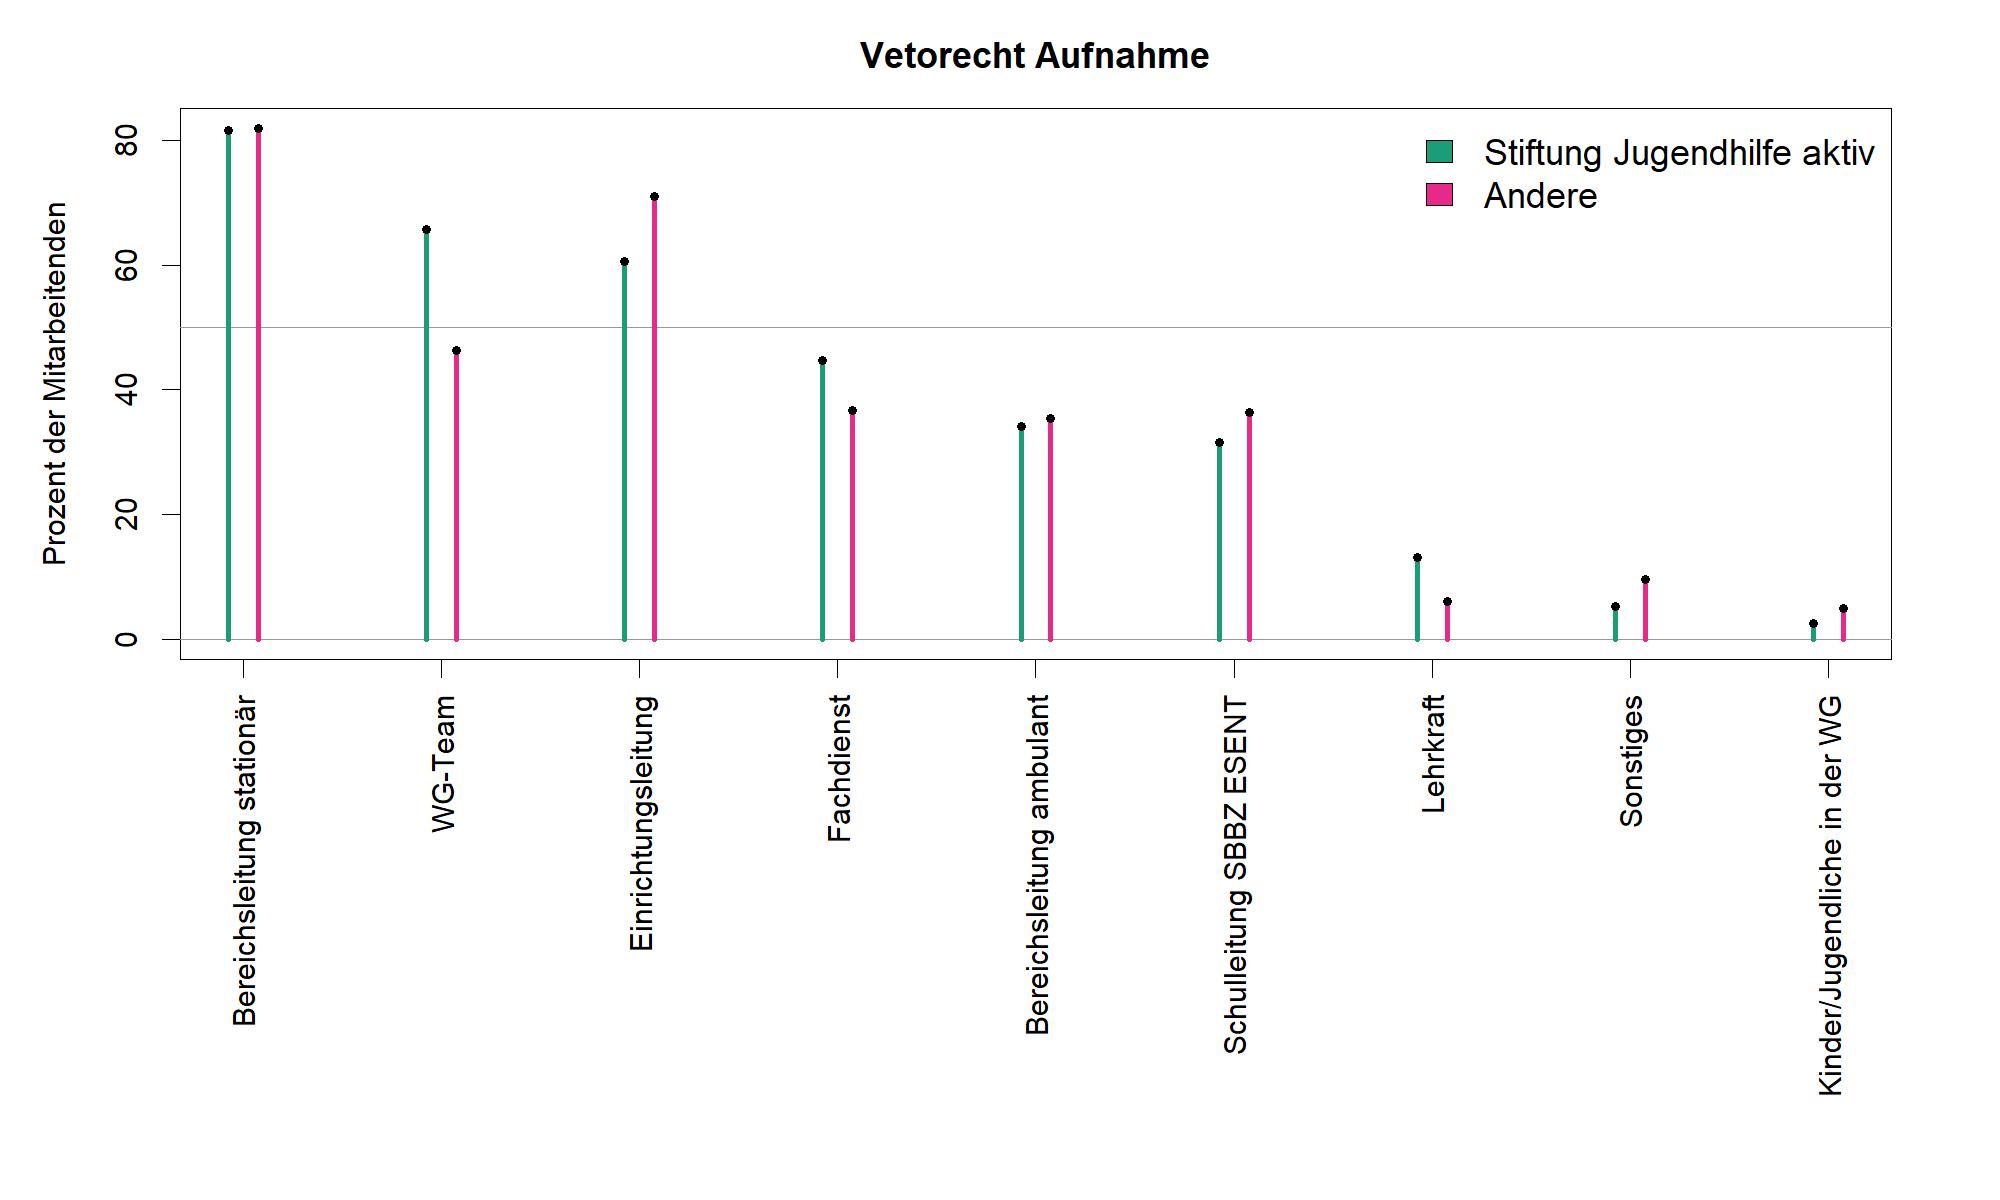 Vetorecht Aufnahme
Stiftung Jugendhilfe aktiv
Andere
Prozent der Mitarbeitenden
80
60
40
20
0
Bereichsleitung stationär
WG-Team
Einrichtungsleitung
Fachdienst
Bereichsleitung ambulant
Schulleitung SBBZ ESENT
Lehrkraft
Sonstiges
Kinder/Jugendliche in der WG